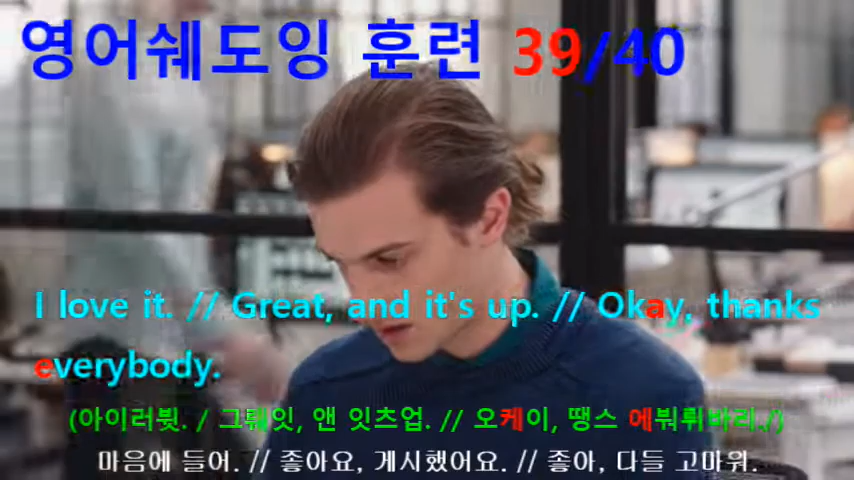 영어쉐도잉 훈련 39/40
I love it. // Great, and it's up. // Okay, thanks
everybody.
(아이러뷧. / 그뤠잇, 앤 잇츠업. // 오케이, 땡스 에붜뤼바리./)
마음에 들어. // 좋아요, 게시했어요. // 좋아, 다들 고마워.